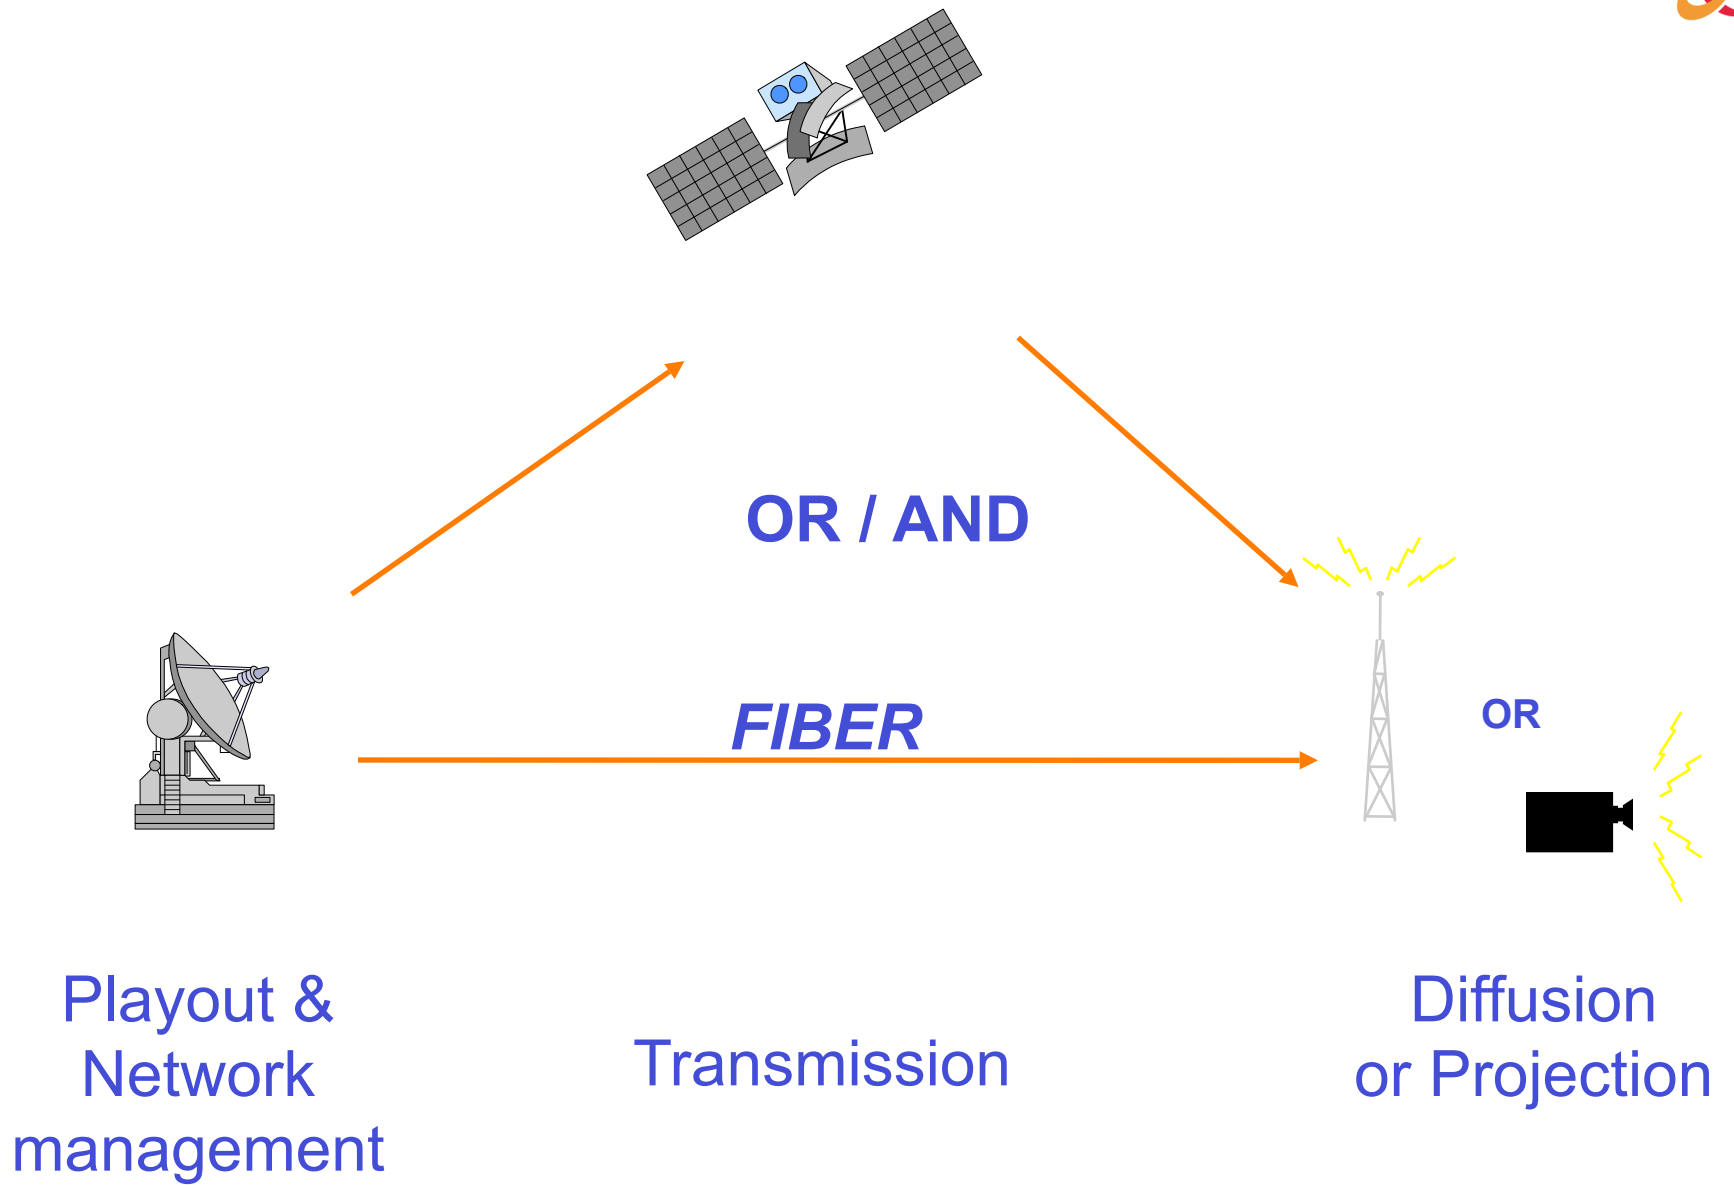 OR / AND
FIBER
OR
Playout &
Network
management
Transmission
Diffusion
or Projection